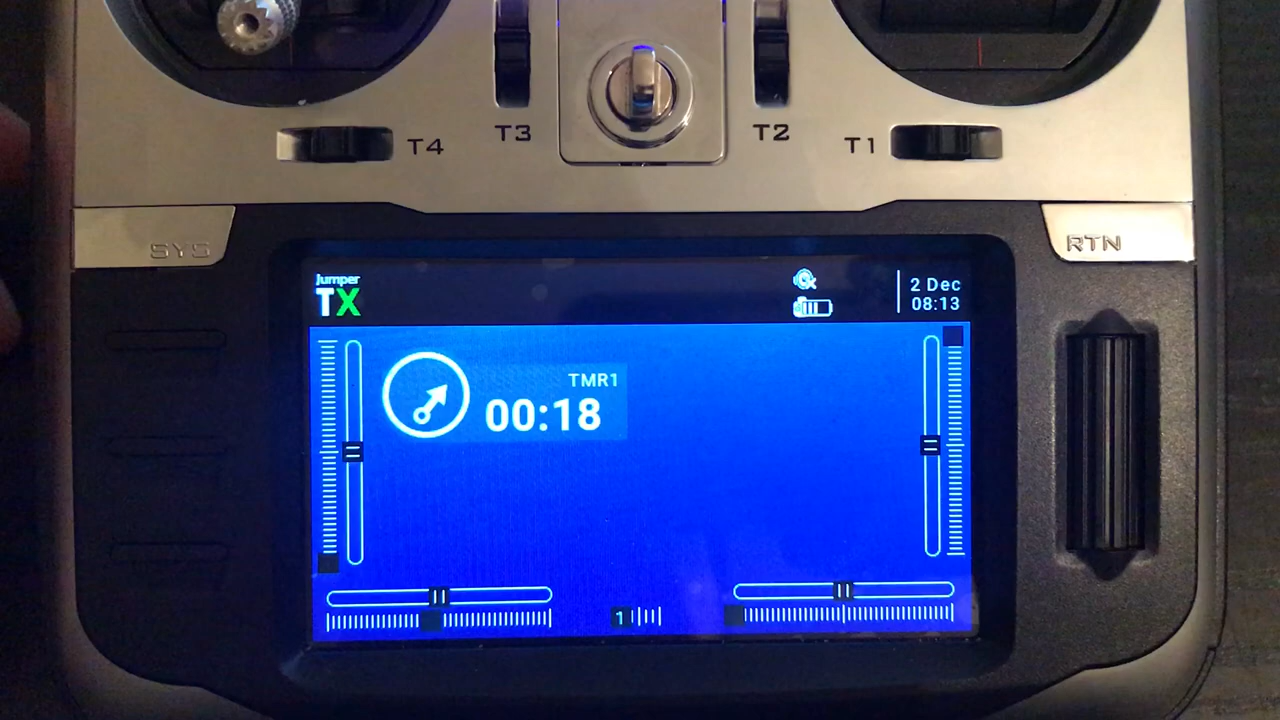 T3
T2
T4
T1
SYS
RTN
Jumper
TX
2 Dec
08:13
TMR1
00:18
1